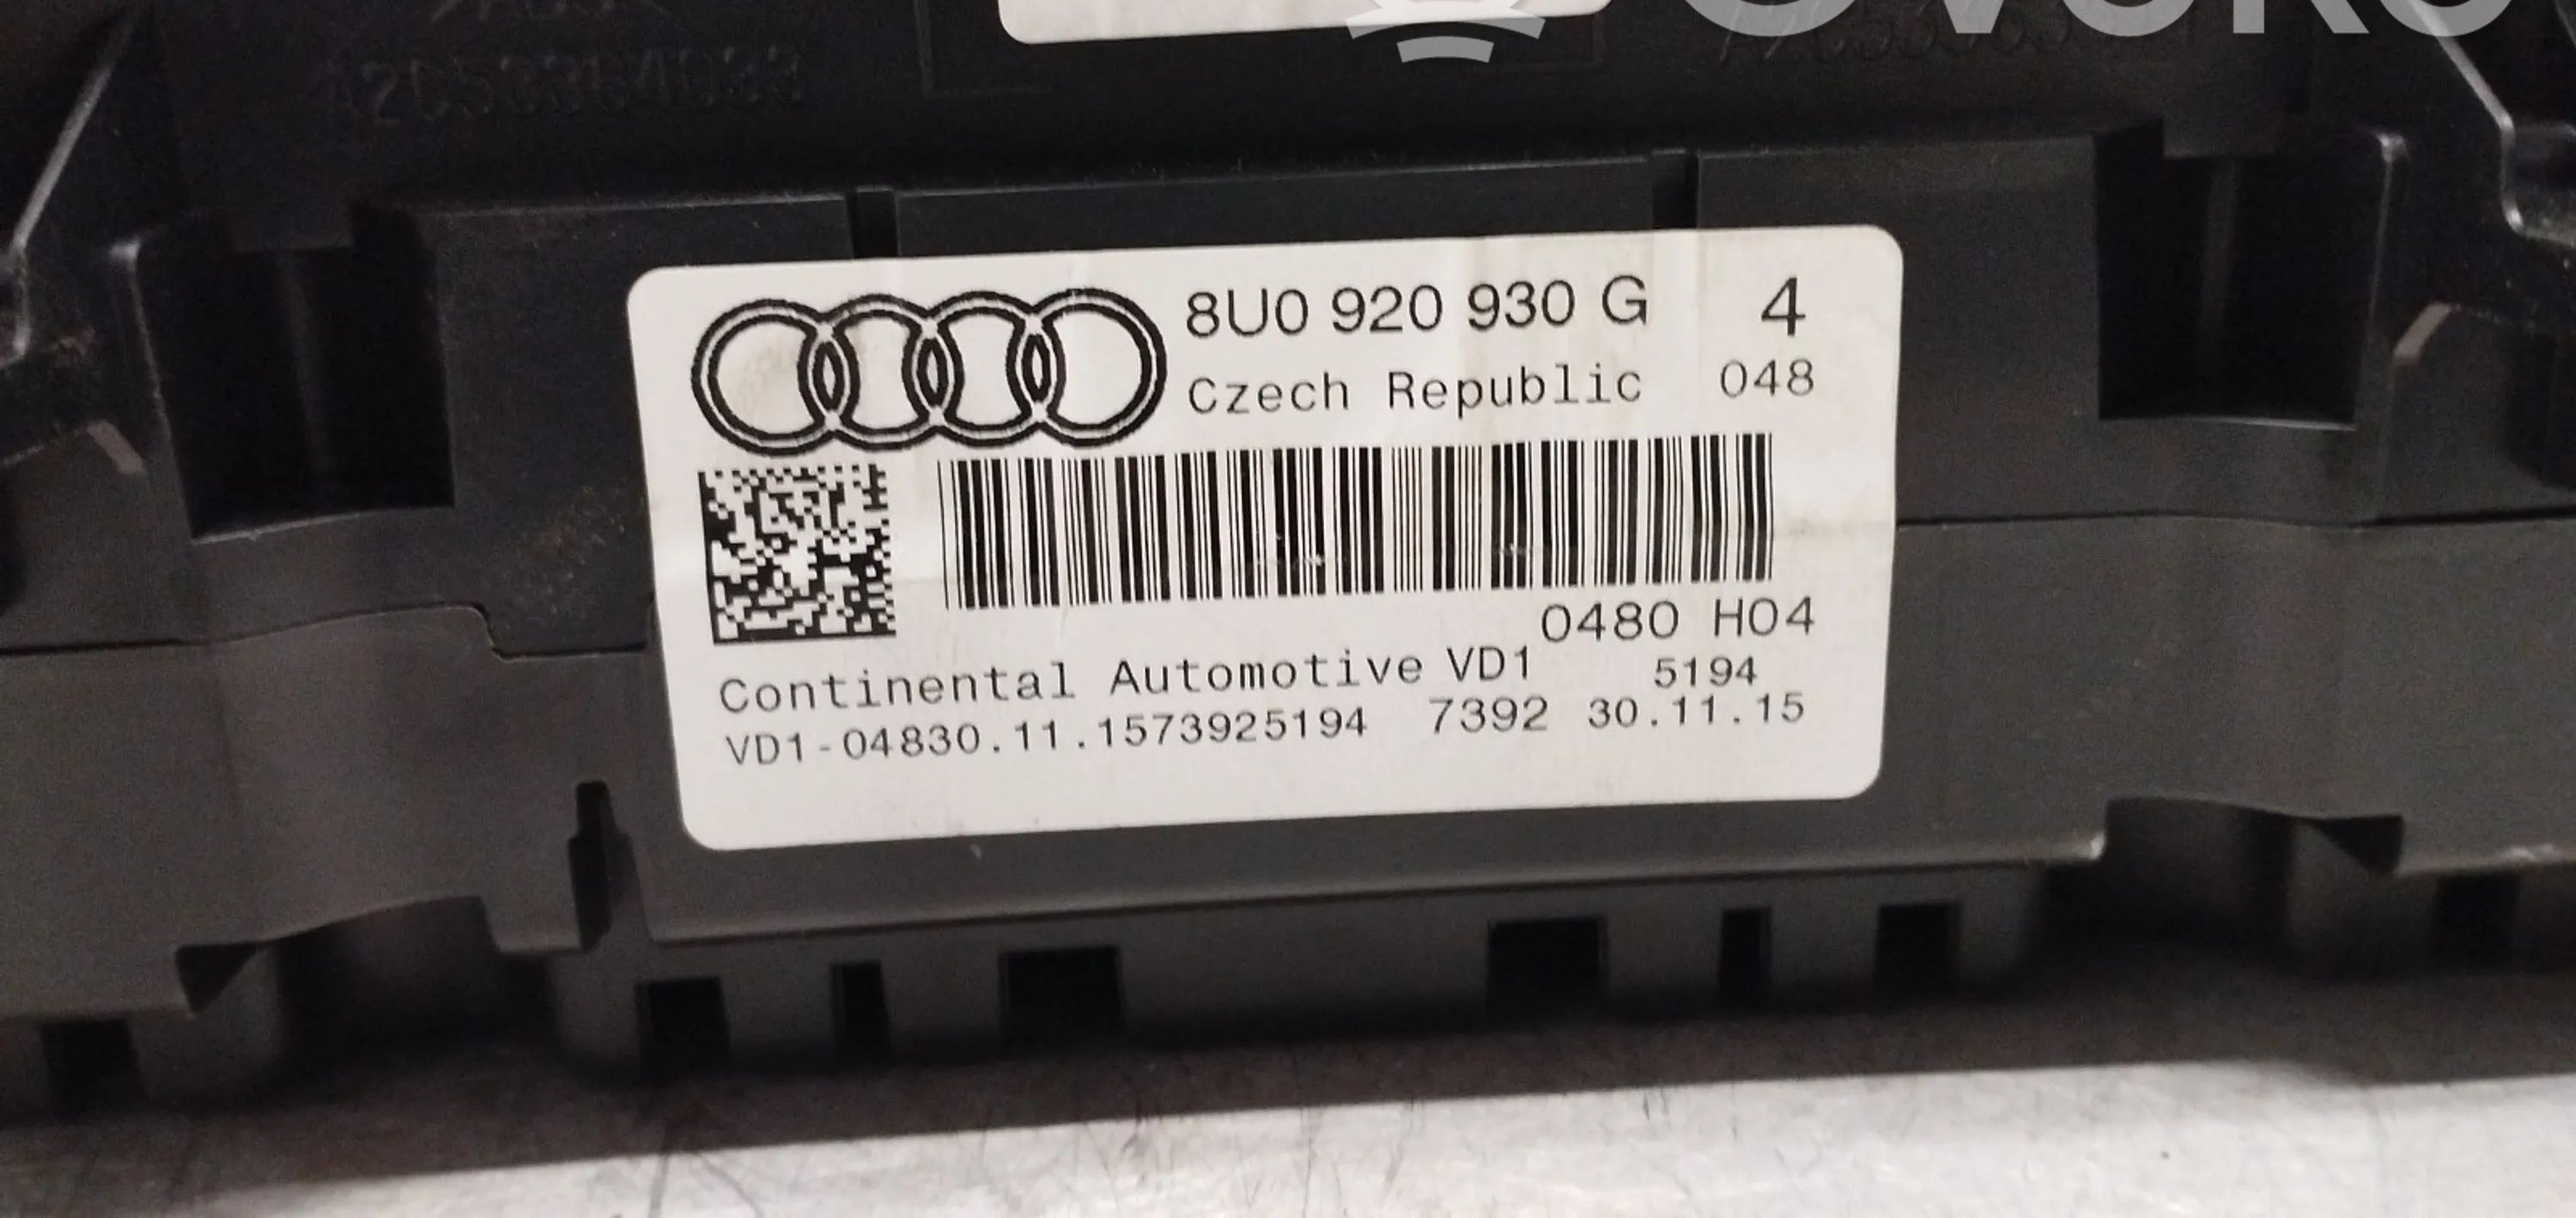 A2C53364033
8U0 920 930 G 4
Czech Republic 048
0480 H04
Continental Automotive VD1 5194
VD1-04830.11.1573925194 7392 30.11.15